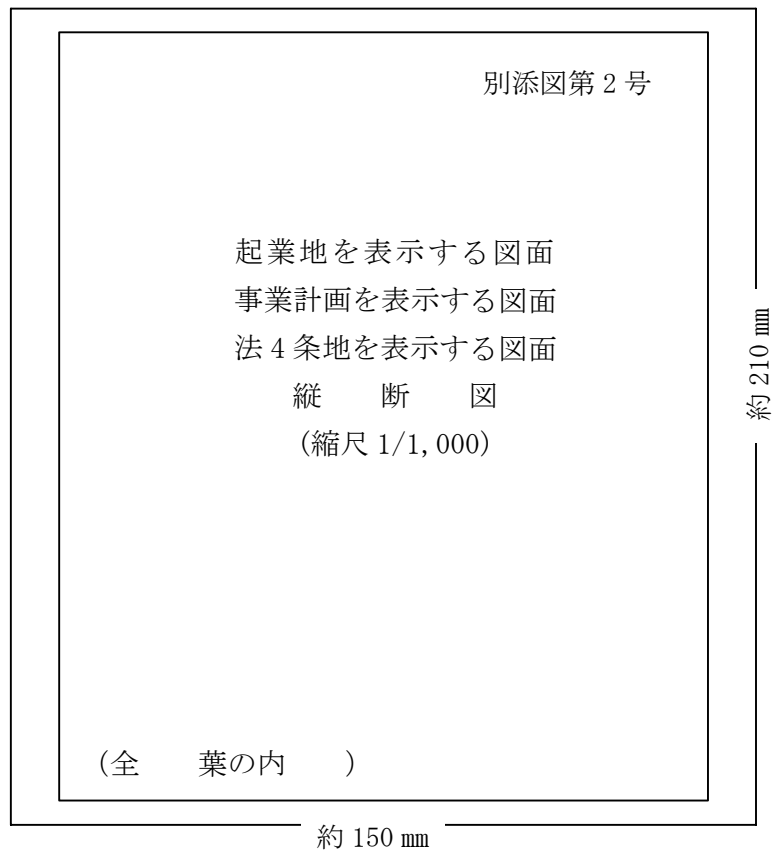 別添図第２号
起業地を表示する図面
事業計画を表示する図面
法４条地を表示する図面
縦　断　図
(縮尺 1/1,000)
約 210 ㎜
(全　　葉の内　　)
約 150 ㎜